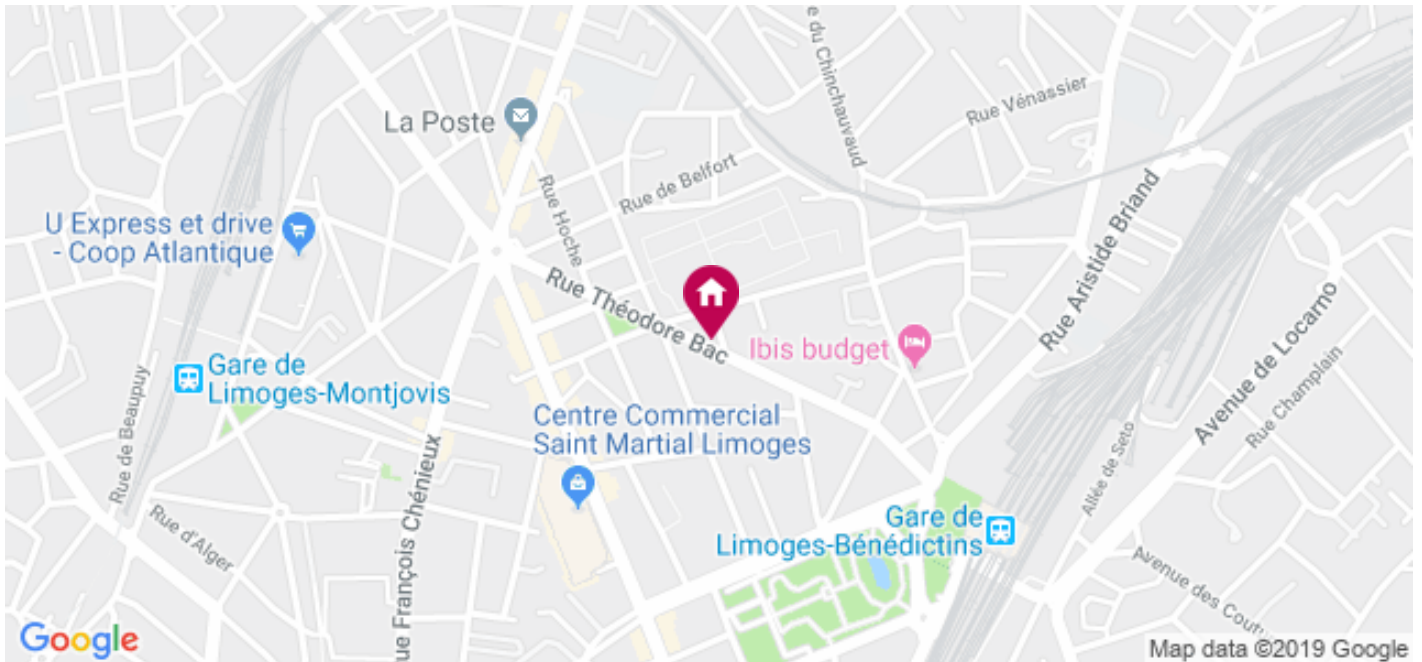 e du Chinchauvaud
Rue Vénassier
La Poste
Rue de Belfort
Rue Hoche
U Express et drive
- Coop Atlantique
Rue Aristide Briand
Rue Théodore Bac
Avenue de Locarno
Ibis budget
Rue Champlain
Gare de
Limoges-Montjovis
Rue de Beaupuy
Centre Commercial
Saint Martial Limoges
ue François Chénieux
Allée de Seto
Rue d'Alger
Gare de
Limoges-Bénédictins
Avenue des Coutu
Google
Map data ©2019 Google